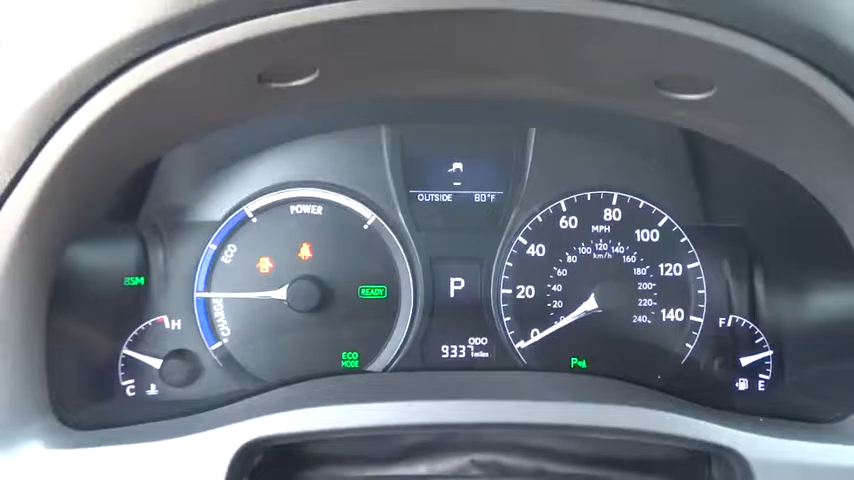 OUTSIDE 80°F
POWER
ECO
CHARGE
READY
ECO
MODE
BSM
H
C
P
ODO
9337 miles
MPH
km/h
0
20
40
60
80
100
120
140
20
40
60
80
100
120
140
160
180
200
220
240
P
F
E